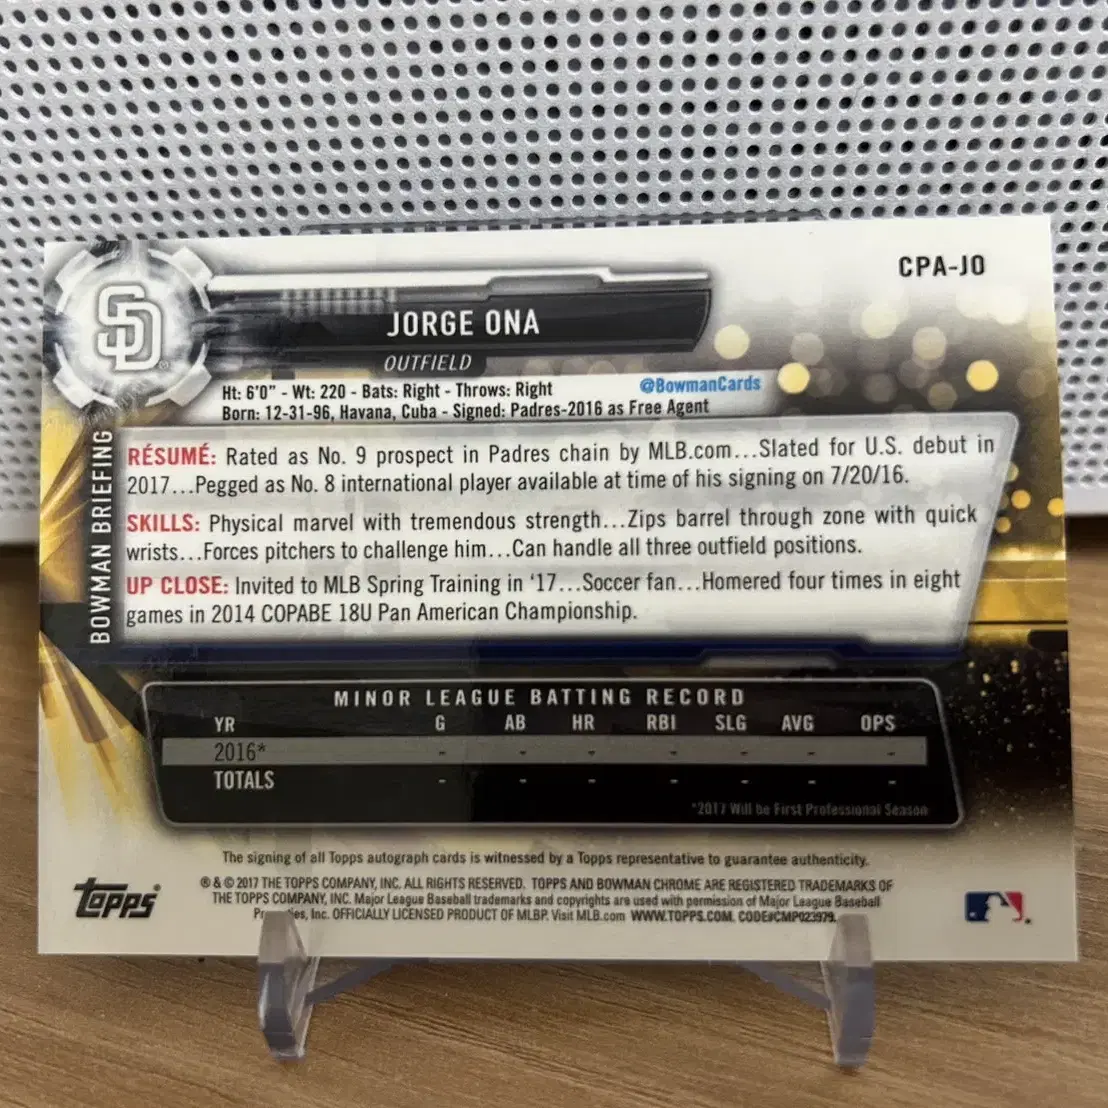 CPA-JO
SD
JORGE ONA
OUTFIELD
Ht: 6'0" - Wt: 220 - Bats: Right - Throws: Right
@BowmanCards
Born: 12-31-96, Havana, Cuba - Signed: Padres-2016 as Free Agent
BOWMAN BRIEFING
RÉSUMÉ: Rated as No. 9 prospect in Padres chain by MLB.com...Slated for U.S. debut in
2017...Pegged as No. 8 international player available at time of his signing on 7/20/16.
SKILLS: Physical marvel with tremendous strength...Zips barrel through zone with quick
wrists...Forces pitchers to challenge him...Can handle all three outfield positions.
UP CLOSE: Invited to MLB Spring Training in '17...Soccer fan...Homered four times in eight
games in 2014 COPABE 18U Pan American Championship.
MINOR LEAGUE BATTING RECORD
YR G AB HR RBI SLG AVG OPS
2016* - - - - - - -
TOTALS - - - - - - -
*2017 Will be First Professional Season
The signing of all Topps autograph cards is witnessed by a Topps representative to guarantee authenticity.
topps
® & © 2017 THE TOPPS COMPANY, INC. ALL RIGHTS RESERVED. TOPPS AND BOWMAN CHROME ARE REGISTERED TRADEMARKS OF
THE TOPPS COMPANY, INC. Major League Baseball trademarks and copyrights are used with permission of Major League Baseball
Inc. OFFICIALLY LICENSED PRODUCT OF MLBP. Visit MLB.com WWW.TOPPS.COM. CODE#CMP023979.